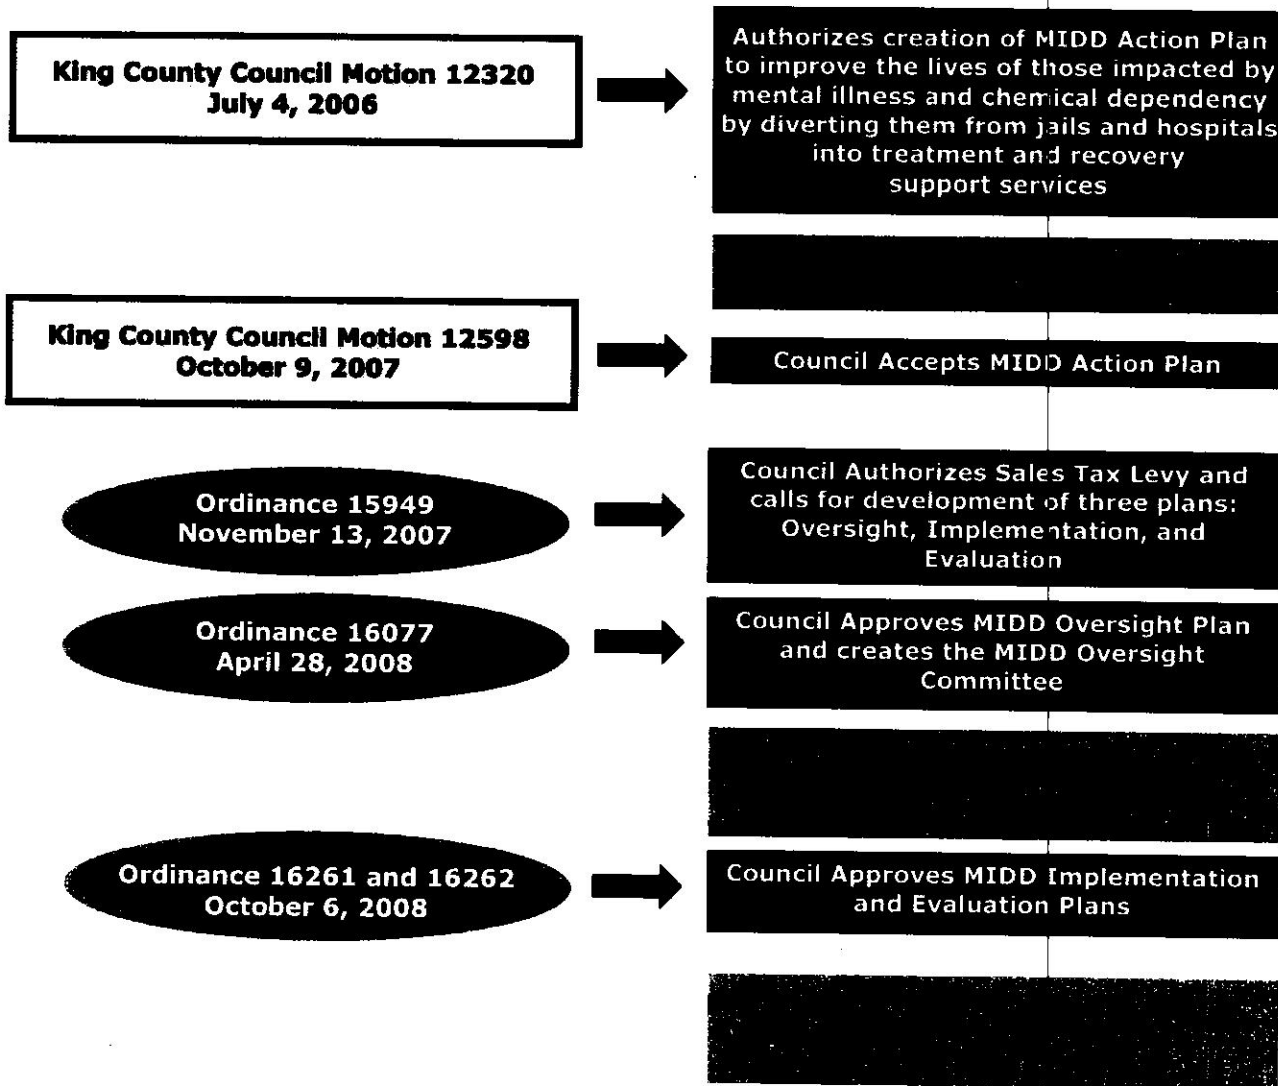 King County Council Motion 12320
July 4, 2006
Authorizes creation of MIDD Action Plan
to improve the lives of those impacted by
mental illness and chemical dependency
by diverting them from jails and hospitals
into treatment and recovery
support services
King County Council Motion 12598
October 9, 2007
Council Accepts MIDD Action Plan
Ordinance 15949
November 13, 2007
Council Authorizes Sales Tax Levy and
calls for development of three plans:
Oversight, Implementation, and
Evaluation
Ordinance 16077
April 28, 2008
Council Approves MIDD Oversight Plan
and creates the MIDD Oversight
Committee
Ordinance 16261 and 16262
October 6, 2008
Council Approves MIDD Implementation
and Evaluation Plans